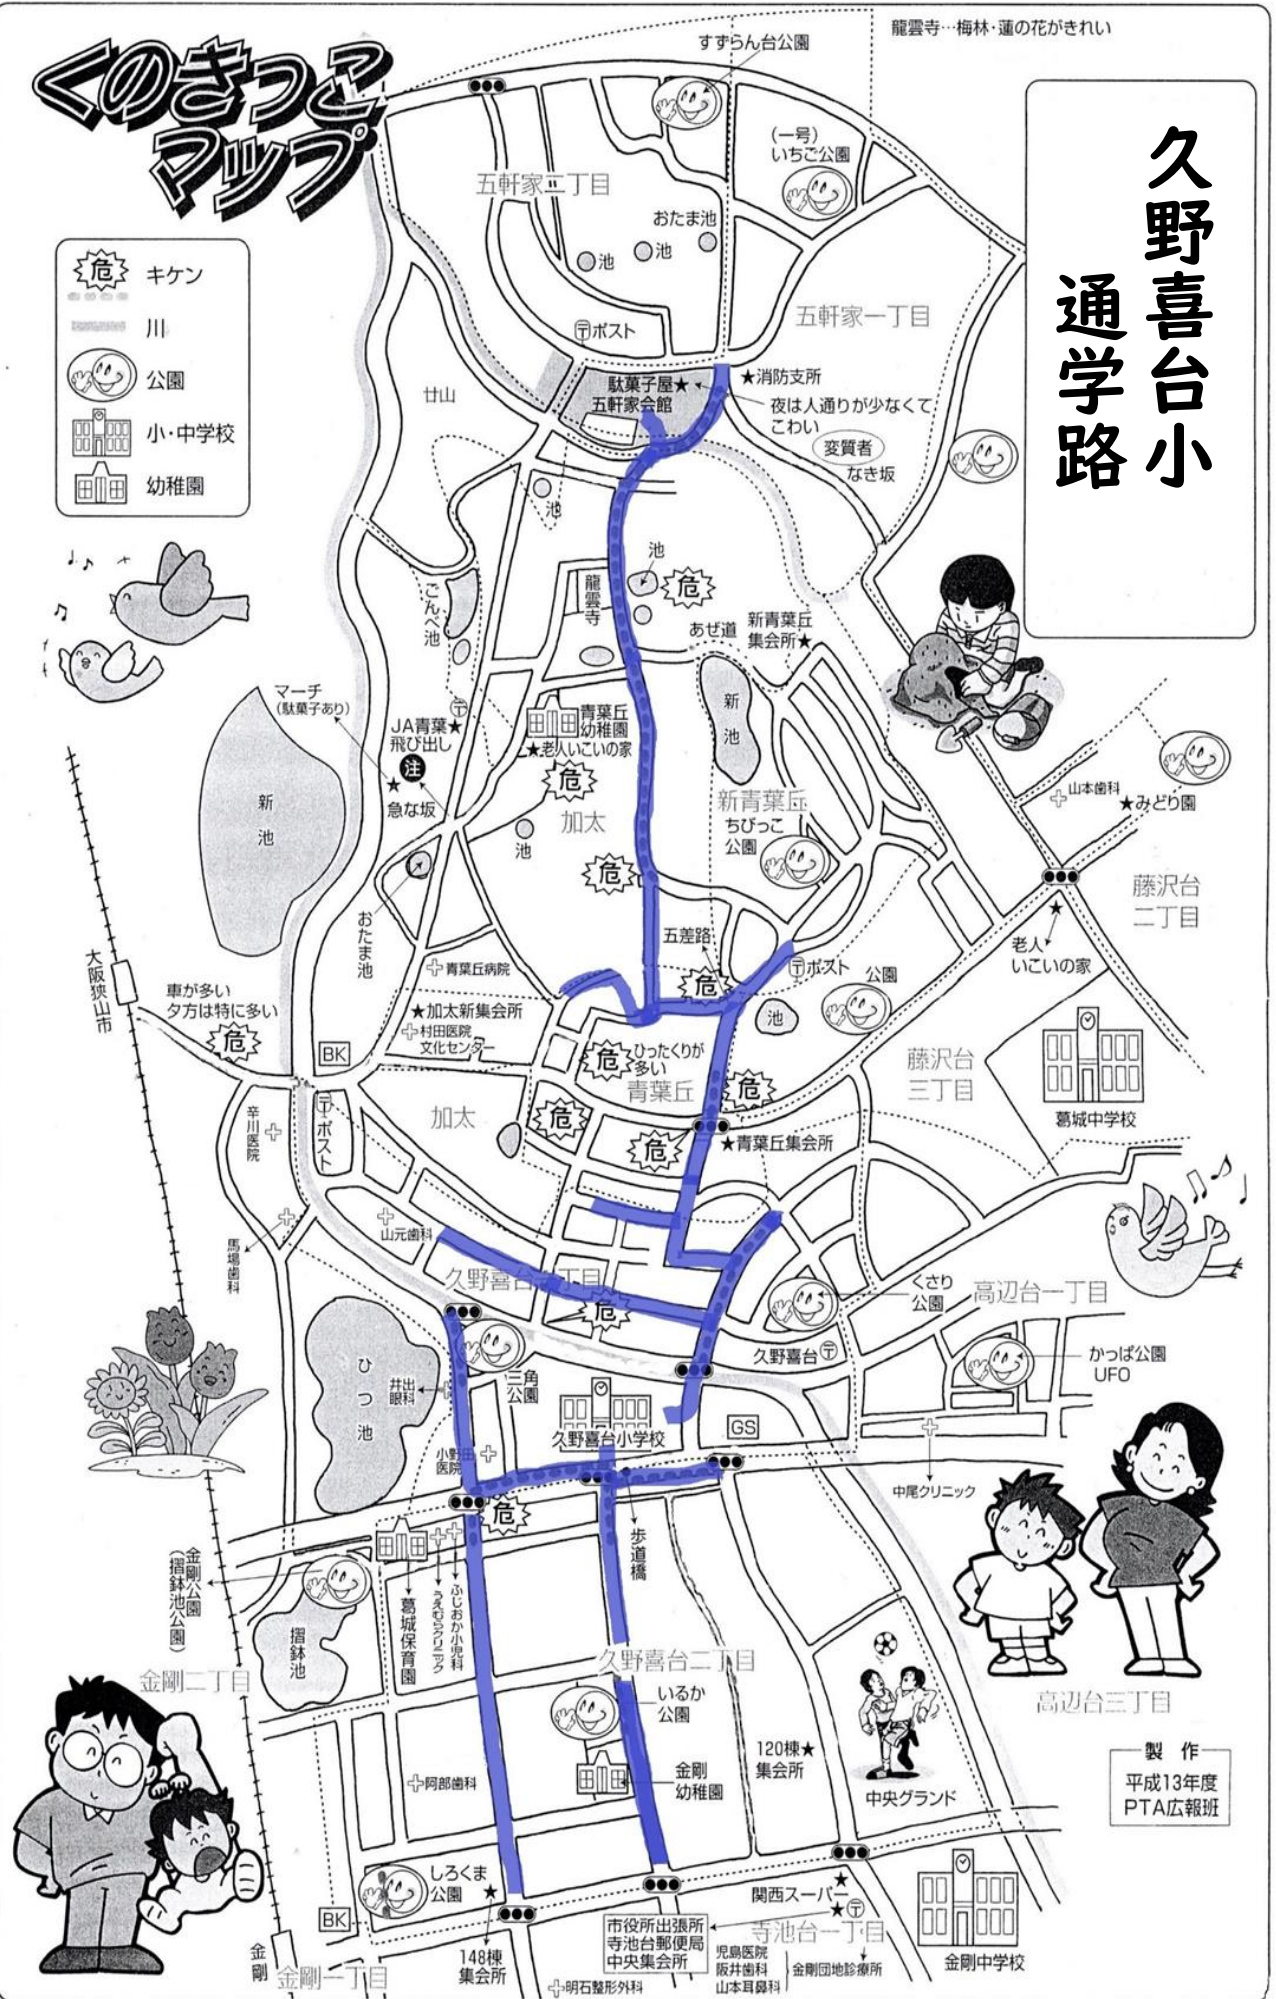 くのきっこ
マップ
久野喜台小
通学路
危 キケン
川
公園
小・中学校
幼稚園
龍雲寺…梅林・蓮の花がきれい
すずらん台公園
(一号)
いちご公園
五軒家二丁目
おたま池
池
池
五軒家一丁目
〒ポスト
駄菓子屋★
五軒家会館
★消防支所
夜は人通りが少なくて
こわい
変質者
なき坂
廿山
池
池
危
龍雲寺
ごんべ池
あぜ道
新青葉丘
集会所★
新池
マーチ
(駄菓子あり)
〒
JA青葉★
飛び出し
注
★
急な坂
青葉丘
幼稚園
★老人いこいの家
危
加太
池
新青葉丘
ちびっこ
公園
山本歯科
★みどり園
新池
危
藤沢台
二丁目
★
老人
いこいの家
おたま池
五差路
危
〒ポスト
公園
池
青葉丘病院
大阪狭山市
車が多い
夕方は特に多い
危
★加太新集会所
村田医院
文化センター
BK
危
ひったくりが
多い
青葉丘
危
藤沢台
三丁目
葛城中学校
辛川医院
〒ポスト
加太
危
危
★青葉丘集会所
馬場歯科
山元歯科
久野喜台一丁目
危
くさり
公園
高辺台一丁目
ひつ池
三角
公園
井出
眼科
久野喜台〒
かっぱ公園
UFO
久野喜台小学校
GS
小野田
医院
危
中尾クリニック
歩道橋
金剛公園
(摺鉢池公園)
葛城保育園
うえむらクリニック
ふじおか小児科
摺鉢池
金剛二丁目
久野喜台二丁目
いるか
公園
金剛
幼稚園
120棟★
集会所
中央グランド
高辺台三丁目
製作
平成13年度
PTA広報班
阿部歯科
しろくま
公園
★
BK
148棟
集会所
金剛
金剛一丁目
関西スーパー
★
★〒
市役所出張所
寺池台郵便局
中央集会所
寺池台一丁目
児島医院
阪井歯科
山本耳鼻科
金剛団地診療所
金剛中学校
明石整形外科